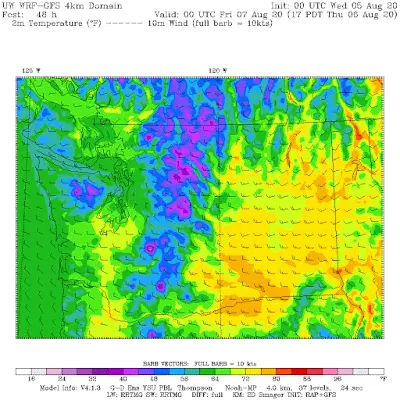 UW WRF-GFS 4km Domain Init: 00 UTC Wed 05 Aug 20
Fcst: 48 h Valid: 00 UTC Fri 07 Aug 20 (17 PDT Thu 06 Aug 20)
2m Temperature (°F) ------ 10m Wind (full barb = 10kts)
125 W 120 W
BARB VECTORS: FULL BARB = 10 kts
16 24 32 40 48 56 64 72 80 88 96 °F
Model Info: V4.1.3 G-D Ens YSU PBL Thompson Noah-MP 4.0 km, 37 levels, 24 sec
LW: RRTMG SW: RRTMG DIFF: full KM: 2D Smagor INIT: RAP+GFS